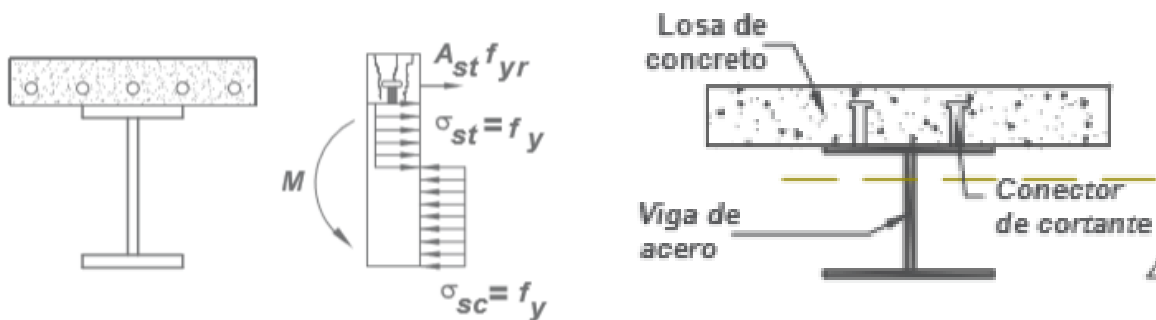 A_st f_yr
σ_st = f_y
M
σ_sc = f_y
Losa de
concreto
Conector
de cortante
Viga de
acero